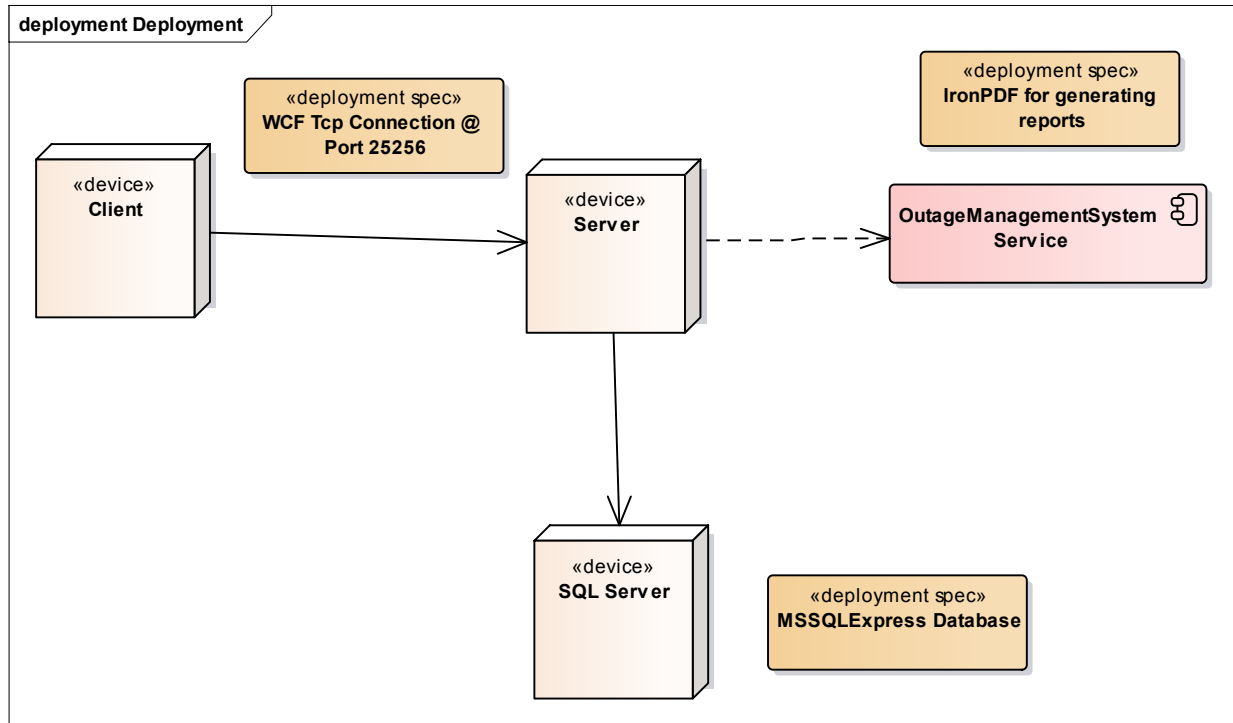 deployment Deployment
«deployment spec»
WCF Tcp Connection @
Port 25256
«deployment spec»
IronPDF for generating
reports
«device»
Client
«device»
Server
OutageManagementSystem
Service
«device»
SQL Server
«deployment spec»
MSSQLExpress Database